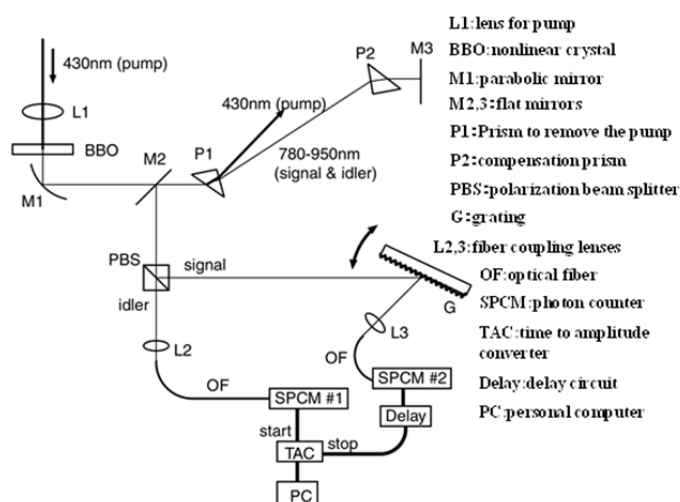 430nm (pump)
L1
BBO
M1
M2
P1
430nm (pump)
780-950nm
(signal & idler)
P2
M3
PBS
signal
idler
G
L2
L3
OF
OF
SPCM #1
SPCM #2
Delay
start
stop
TAC
PC
L1:lens for pump
BBO:nonlinear crystal
M1:parabolic mirror
M2,3:flat mirrors
P1:Prism to remove the pump
P2:compensation prism
PBS:polarization beam splitter
G:grating
L2,3:fiber coupling lenses
OF:optical fiber
SPCM:photon counter
TAC:time to amplitude
converter
Delay:delay circuit
PC:personal computer